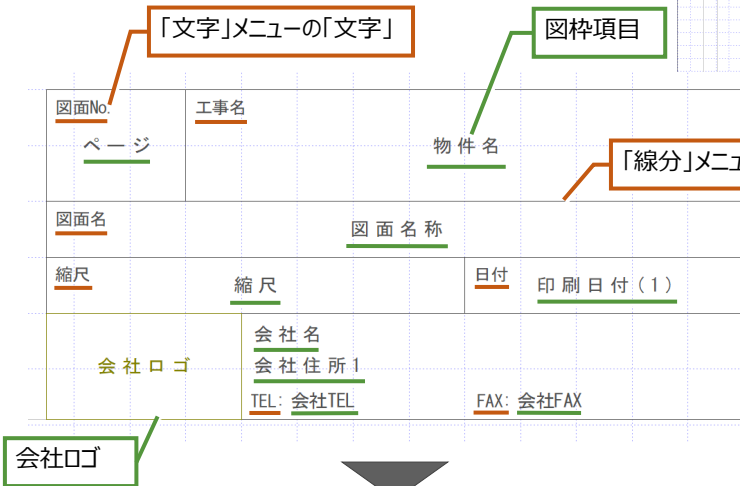 「文字」メニューの「文字」
図枠項目
図面No.
工事名
ページ
物件名
「線分」メニュ
図面名
図面名称
縮尺
縮尺
日付
印刷日付(1)
会社ロゴ
会社名
会社住所1
TEL: 会社TEL
FAX: 会社FAX
会社ロゴ